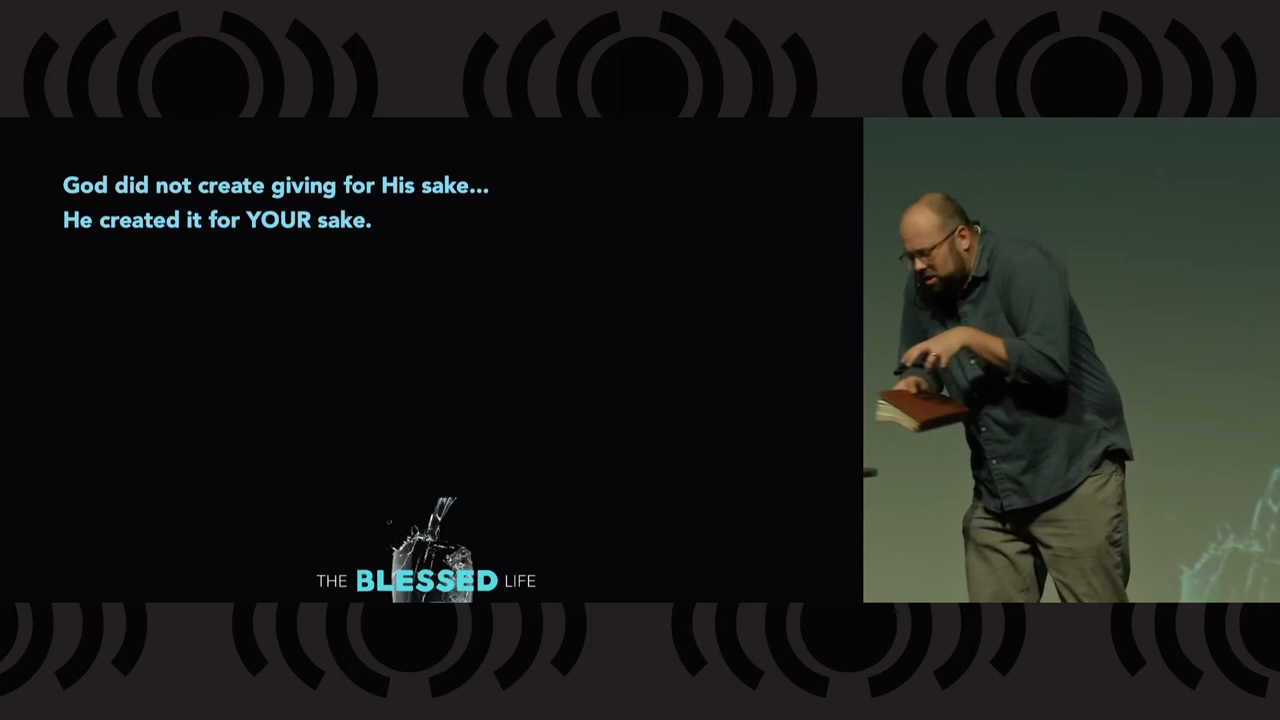 God did not create giving for His sake...
He created it for YOUR sake.
THE BLESSED LIFE